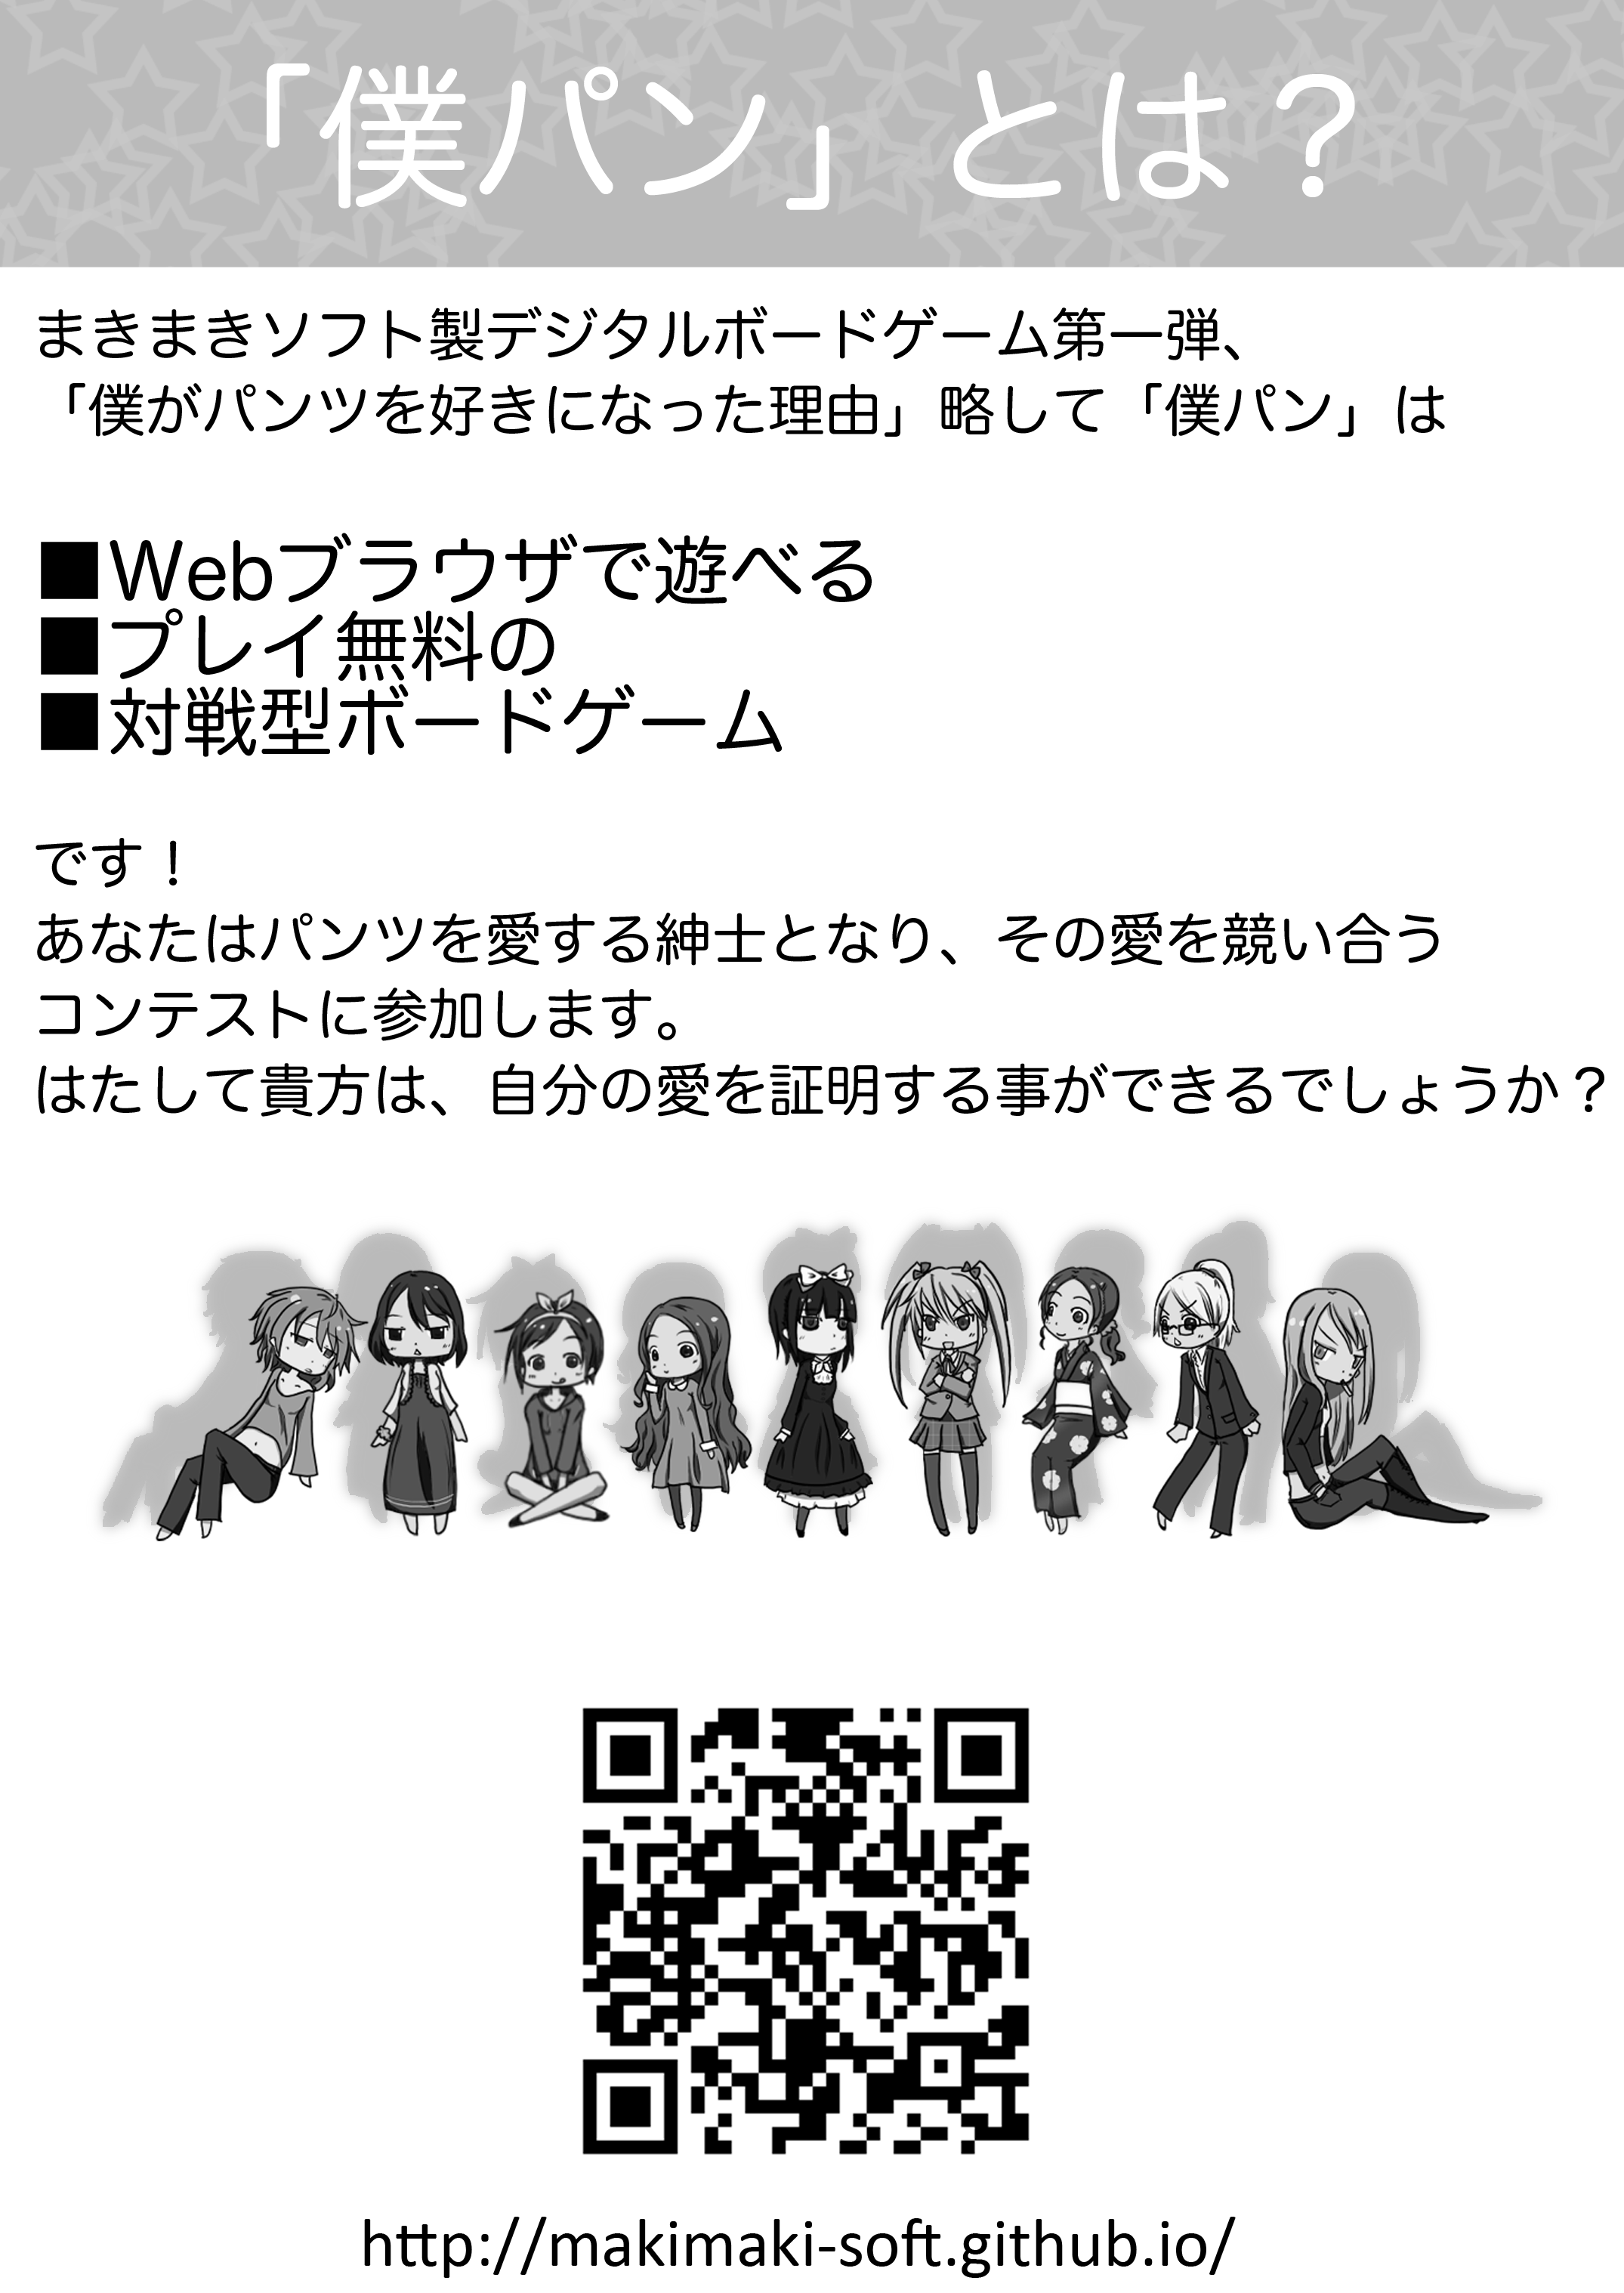 「僕パン」とは？
まきまきソフト製デジタルボードゲーム第一弾、
「僕がパンツを好きになった理由」略して「僕パン」は
■Webブラウザで遊べる
■プレイ無料の
■対戦型ボードゲーム
です！
あなたはパンツを愛する紳士となり、その愛を競い合う
コンテストに参加します。
はたして貴方は、自分の愛を証明する事ができるでしょうか？
http://makimaki-soft.github.io/